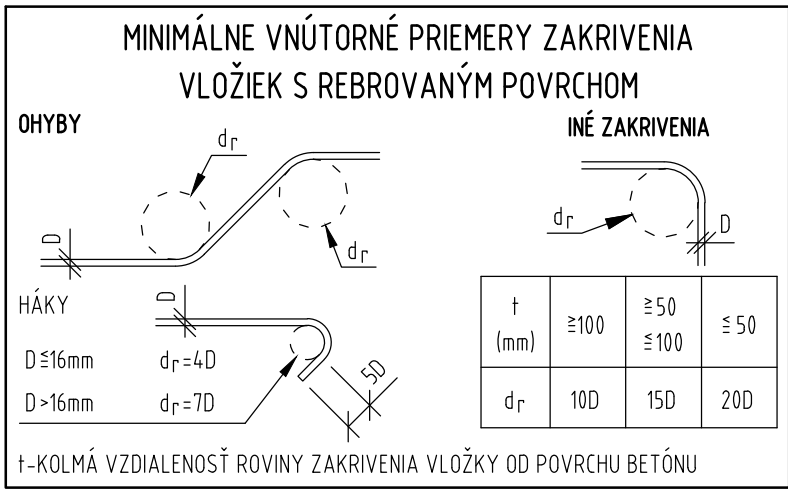 MINIMÁLNE VNÚTORNÉ PRIEMERY ZAKRIVENIA
VLOŽIEK S REBROVANÝM POVRCHOM
OHYBY
dr
D
dr
INÉ ZAKRIVENIA
dr
D
HÁKY
D
D≦16mm dr=4D
D>16mm dr=7D
5D
t (mm) ≧100 ≧50 ≦100 ≦50
dr 10D 15D 20D
t-KOLMÁ VZDIALENOSŤ ROVINY ZAKRIVENIA VLOŽKY OD POVRCHU BETÓNU